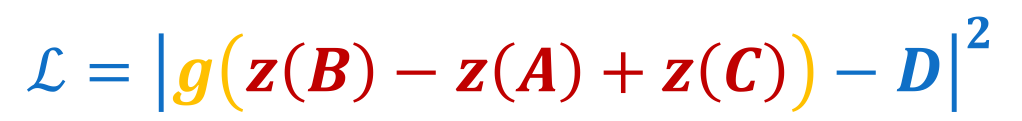 ℒ = |g(z(B) − z(A) + z(C)) − D|²